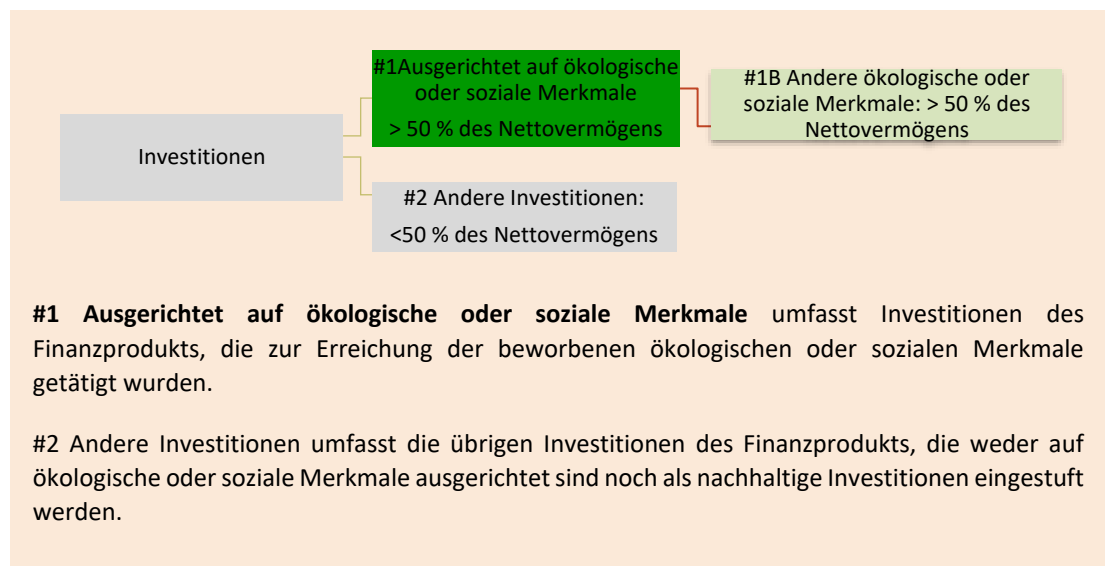 #1Ausgerichtet auf ökologische
oder soziale Merkmale
> 50 % des Nettovermögens
#1B Andere ökologische oder
soziale Merkmale: > 50 % des
Nettovermögens
Investitionen
#2 Andere Investitionen:
<50 % des Nettovermögens
#1 Ausgerichtet auf ökologische oder soziale Merkmale umfasst Investitionen des
Finanzprodukts, die zur Erreichung der beworbenen ökologischen oder sozialen Merkmale
getätigt wurden.
#2 Andere Investitionen umfasst die übrigen Investitionen des Finanzprodukts, die weder auf
ökologische oder soziale Merkmale ausgerichtet sind noch als nachhaltige Investitionen eingestuft
werden.